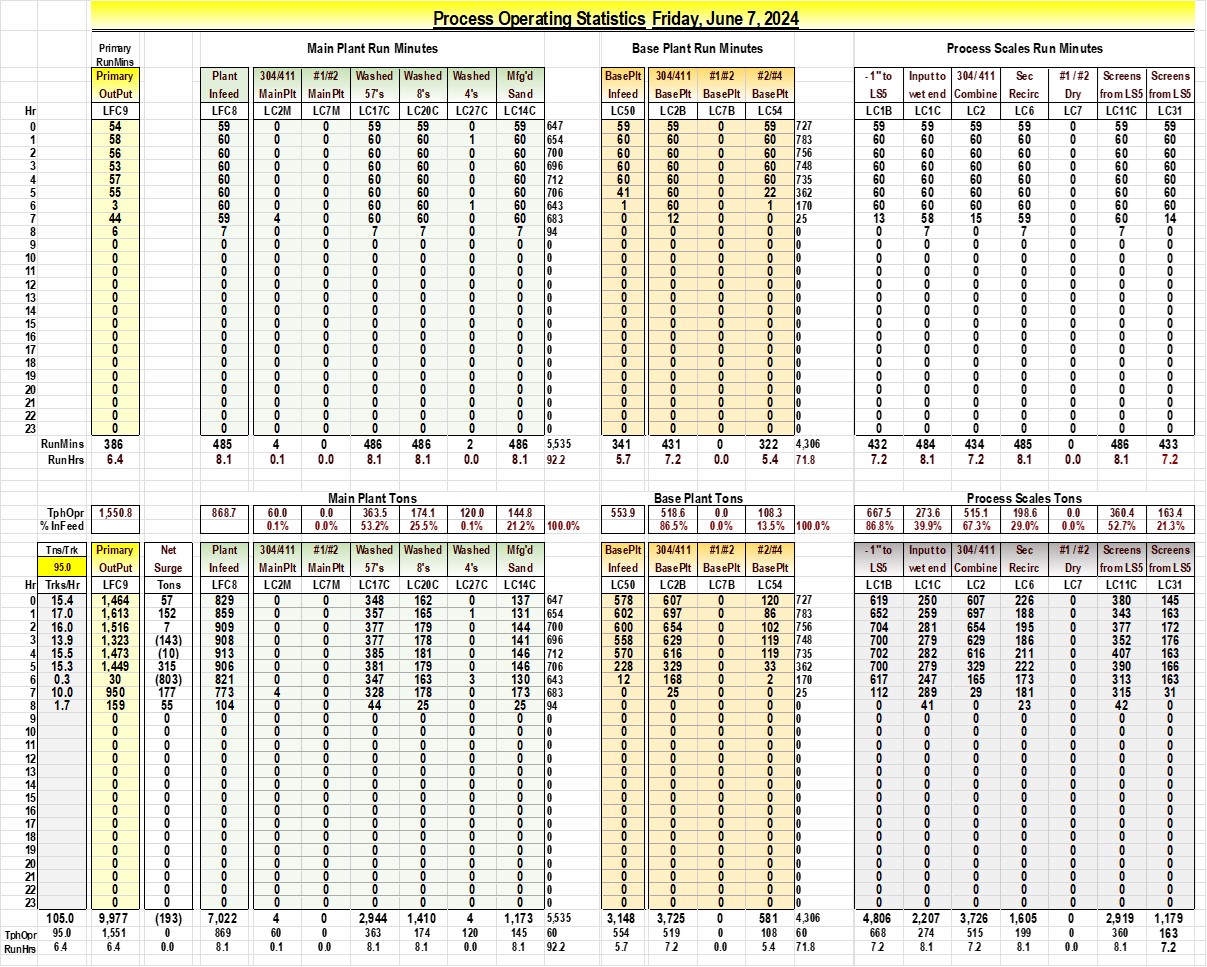 Process Operating Statistics Friday, June 7, 2024
Primary Main Plant Run Minutes Base Plant Run Minutes Process Scales Run Minutes
RunMins
Primary Plant 304/411 #1/#2 Washed Washed Washed Mfg'd BasePlt 304/411 #1/#2 #2/#4 - 1" to Input to 304/ 411 Sec #1 / #2 Screens Screens
OutPut Infeed MainPlt MainPlt 57's 8's 4's Sand Infeed BasePlt BasePlt BasePlt LS5 wet end Combine Recirc Dry from LS5 from LS5
Hr LFC9 LFC8 LC2M LC7M LC17C LC20C LC27C LC14C LC50 LC2B LC7B LC54 LC1B LC1C LC2 LC6 LC7 LC11C LC31
0 54 59 0 0 59 59 0 59 647 59 59 0 59 727 59 59 59 59 0 59 59
1 58 60 0 0 60 60 1 60 654 60 60 0 60 783 60 60 60 60 0 60 60
2 56 60 0 0 60 60 0 60 700 60 60 0 60 756 60 60 60 60 0 60 60
3 53 60 0 0 60 60 0 60 696 60 60 0 60 748 60 60 60 60 0 60 60
4 57 60 0 0 60 60 0 60 712 60 60 0 60 735 60 60 60 60 0 60 60
5 55 60 0 0 60 60 0 60 706 41 60 0 22 362 60 60 60 60 0 60 60
6 3 60 0 0 60 60 1 60 643 1 60 0 1 170 60 60 60 60 0 60 60
7 44 59 4 0 60 60 0 60 683 0 12 0 0 25 13 58 15 59 0 60 14
8 6 7 0 0 7 7 0 7 94 0 0 0 0 0 0 7 0 7 0 7 0
9 0 0 0 0 0 0 0 0 0 0 0 0 0 0 0 0 0 0 0 0 0
10 0 0 0 0 0 0 0 0 0 0 0 0 0 0 0 0 0 0 0 0 0
11 0 0 0 0 0 0 0 0 0 0 0 0 0 0 0 0 0 0 0 0 0
12 0 0 0 0 0 0 0 0 0 0 0 0 0 0 0 0 0 0 0 0 0
13 0 0 0 0 0 0 0 0 0 0 0 0 0 0 0 0 0 0 0 0 0
14 0 0 0 0 0 0 0 0 0 0 0 0 0 0 0 0 0 0 0 0 0
15 0 0 0 0 0 0 0 0 0 0 0 0 0 0 0 0 0 0 0 0 0
16 0 0 0 0 0 0 0 0 0 0 0 0 0 0 0 0 0 0 0 0 0
17 0 0 0 0 0 0 0 0 0 0 0 0 0 0 0 0 0 0 0 0 0
18 0 0 0 0 0 0 0 0 0 0 0 0 0 0 0 0 0 0 0 0 0
19 0 0 0 0 0 0 0 0 0 0 0 0 0 0 0 0 0 0 0 0 0
20 0 0 0 0 0 0 0 0 0 0 0 0 0 0 0 0 0 0 0 0 0
21 0 0 0 0 0 0 0 0 0 0 0 0 0 0 0 0 0 0 0 0 0
22 0 0 0 0 0 0 0 0 0 0 0 0 0 0 0 0 0 0 0 0 0
23 0 0 0 0 0 0 0 0 0 0 0 0 0 0 0 0 0 0 0 0 0
RunMins 386 485 4 0 486 486 2 486 5,535 341 431 0 322 4,306 432 484 434 485 0 486 433
RunHrs 6.4 8.1 0.1 0.0 8.1 8.1 0.0 8.1 92.2 5.7 7.2 0.0 5.4 71.8 7.2 8.1 7.2 8.1 0.0 8.1 7.2
Main Plant Tons Base Plant Tons Process Scales Tons
TphOpr 1,550.8 868.7 60.0 0.0 363.5 174.1 120.0 144.8 553.9 518.6 0.0 108.3 667.5 273.6 515.1 198.6 0.0 360.4 163.4
% InFeed 0.1% 0.0% 53.2% 25.5% 0.1% 21.2% 100.0% 86.5% 0.0% 13.5% 100.0% 86.8% 39.9% 67.3% 29.0% 0.0% 52.7% 21.3%
Tns/Trk Primary Net Plant 304/411 #1/#2 Washed Washed Washed Mfg'd BasePlt 304/411 #1/#2 #2/#4 - 1" to Input to 304/ 411 Sec #1 / #2 Screens Screens
95.0 OutPut Surge Infeed MainPlt MainPlt 57's 8's 4's Sand Infeed BasePlt BasePlt BasePlt LS5 wet end Combine Recirc Dry from LS5 from LS5
Hr Trks/Hr LFC9 Tons LFC8 LC2M LC7M LC17C LC20C LC27C LC14C LC50 LC2B LC7B LC54 LC1B LC1C LC2 LC6 LC7 LC11C LC31
0 15.4 1,464 57 829 0 0 348 162 0 137 647 578 607 0 120 727 619 250 607 226 0 380 145
1 17.0 1,613 152 859 0 0 357 165 1 131 654 602 697 0 86 783 652 259 697 188 0 343 163
2 16.0 1,516 7 909 0 0 377 179 0 144 700 600 654 0 102 756 704 281 654 195 0 377 172
3 13.9 1,323 (143) 908 0 0 377 178 0 141 696 558 629 0 119 748 700 279 629 186 0 352 176
4 15.5 1,473 (10) 913 0 0 385 181 0 146 712 570 616 0 119 735 702 282 616 211 0 407 163
5 15.3 1,449 315 906 0 0 381 179 0 146 706 228 329 0 33 362 700 279 329 222 0 390 166
6 0.3 30 (803) 821 0 0 347 163 3 130 643 12 168 0 2 170 617 247 165 173 0 313 163
7 10.0 950 177 773 4 0 328 178 0 173 683 0 25 0 0 25 112 289 29 181 0 315 31
8 1.7 159 55 104 0 0 44 25 0 25 94 0 0 0 0 0 0 41 0 23 0 42 0
9 0 0 0 0 0 0 0 0 0 0 0 0 0 0 0 0 0 0 0 0 0 0
10 0 0 0 0 0 0 0 0 0 0 0 0 0 0 0 0 0 0 0 0 0 0
11 0 0 0 0 0 0 0 0 0 0 0 0 0 0 0 0 0 0 0 0 0 0
12 0 0 0 0 0 0 0 0 0 0 0 0 0 0 0 0 0 0 0 0 0 0
13 0 0 0 0 0 0 0 0 0 0 0 0 0 0 0 0 0 0 0 0 0 0
14 0 0 0 0 0 0 0 0 0 0 0 0 0 0 0 0 0 0 0 0 0 0
15 0 0 0 0 0 0 0 0 0 0 0 0 0 0 0 0 0 0 0 0 0 0
16 0 0 0 0 0 0 0 0 0 0 0 0 0 0 0 0 0 0 0 0 0 0
17 0 0 0 0 0 0 0 0 0 0 0 0 0 0 0 0 0 0 0 0 0 0
18 0 0 0 0 0 0 0 0 0 0 0 0 0 0 0 0 0 0 0 0 0 0
19 0 0 0 0 0 0 0 0 0 0 0 0 0 0 0 0 0 0 0 0 0 0
20 0 0 0 0 0 0 0 0 0 0 0 0 0 0 0 0 0 0 0 0 0 0
21 0 0 0 0 0 0 0 0 0 0 0 0 0 0 0 0 0 0 0 0 0 0
22 0 0 0 0 0 0 0 0 0 0 0 0 0 0 0 0 0 0 0 0 0 0
23 0 0 0 0 0 0 0 0 0 0 0 0 0 0 0 0 0 0 0 0 0 0
105.0 9,977 (193) 7,022 4 0 2,944 1,410 4 1,173 5,535 3,148 3,725 0 581 4,306 4,806 2,207 3,726 1,605 0 2,919 1,179
TphOpr 95.0 1,551 0 869 60 0 363 174 120 145 60 554 519 0 108 60 668 274 515 199 0 360 163
RunHrs 6.4 6.4 0.0 8.1 0.1 0.0 8.1 8.1 0.0 8.1 92.2 5.7 7.2 0.0 5.4 71.8 7.2 8.1 7.2 8.1 0.0 8.1 7.2